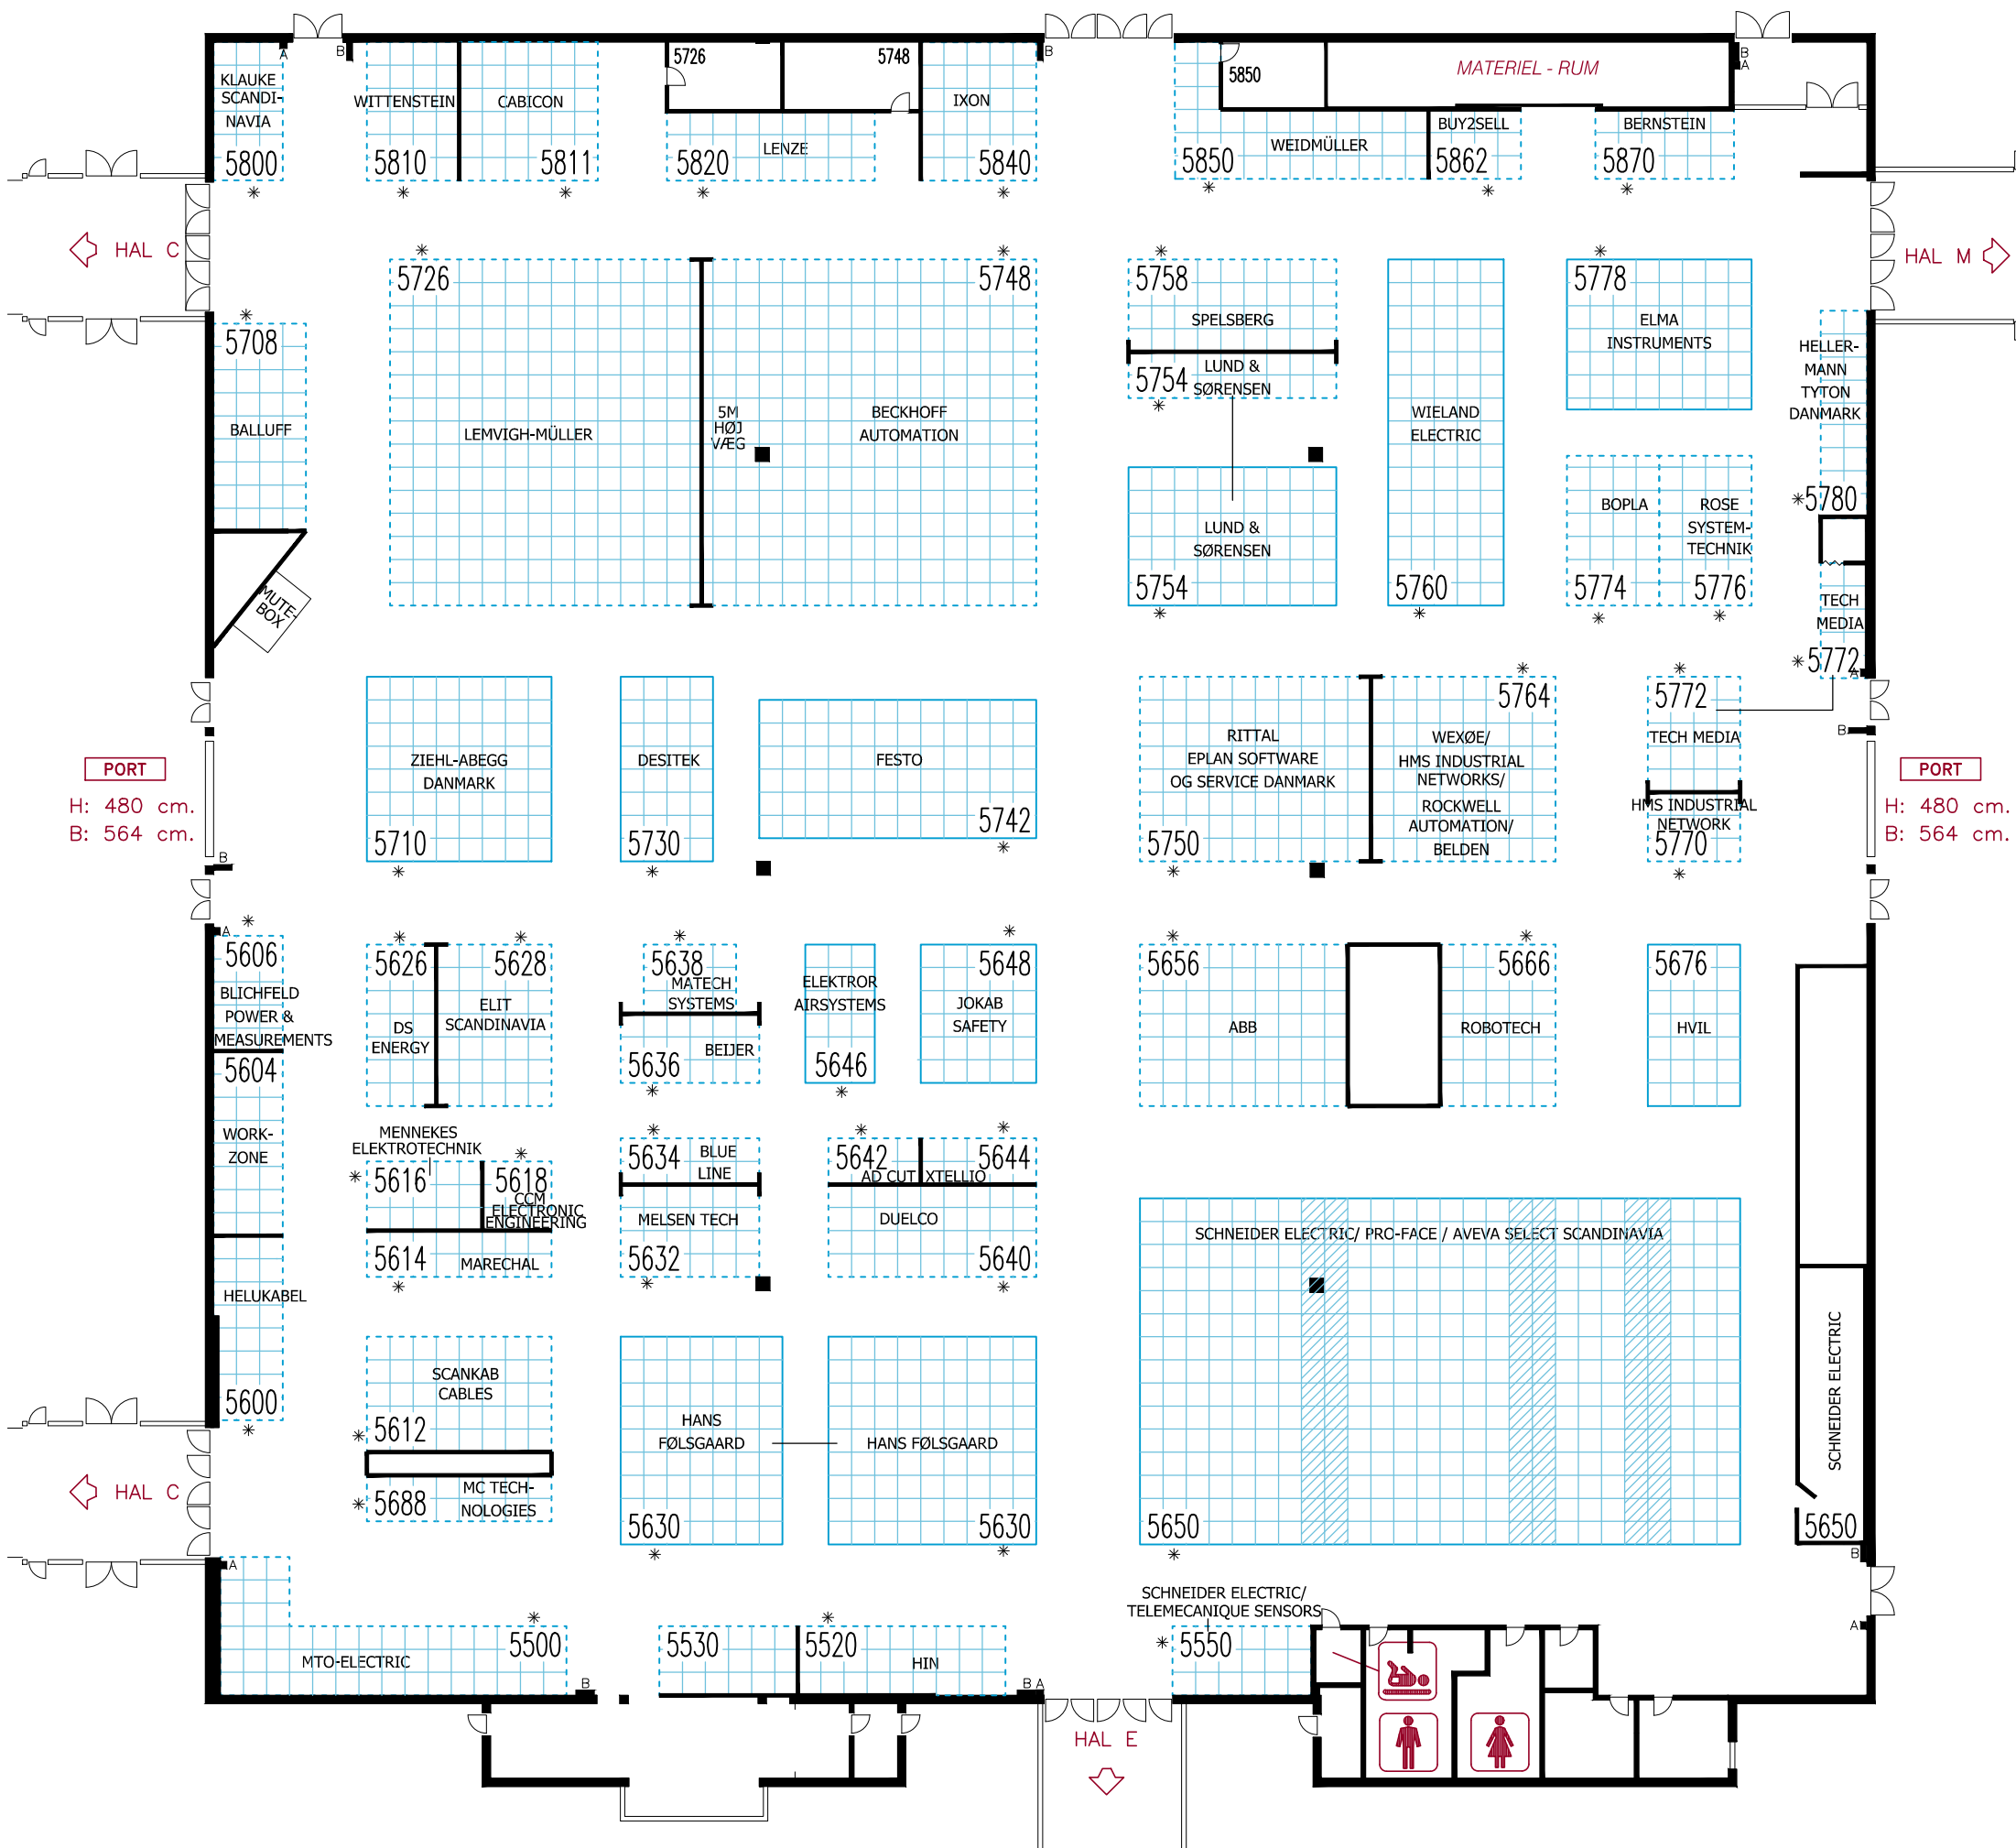 A
B
B
B
A
KLAUKE
SCANDI-
NAVIA
5800
WITTENSTEIN
5810
CABICON
5811
5726
5748
LENZE
5820
IXON
5840
5850
MATERIEL - RUM
WEIDMÜLLER
5850
BUY2SELL
5862
BERNSTEIN
5870
HAL C
HAL M
5726
LEMVIGH-MÜLLER
5M
HØJ
VÆG
5748
BECKHOFF
AUTOMATION
5758
SPELSBERG
5754
LUND &
SØRENSEN
LUND &
SØRENSEN
5754
WIELAND
ELECTRIC
5760
5778
ELMA
INSTRUMENTS
HELLER-
MANN
TYTON
DANMARK
5780
5708
BALLUFF
MUTE-
BOX
BOPLA
5774
ROSE
SYSTEM-
TECHNIK
5776
TECH
MEDIA
5772
A
PORT
H: 480 cm.
B: 564 cm.
B
ZIEHL-ABEGG
DANMARK
5710
DESITEK
5730
FESTO
5742
RITTAL
EPLAN SOFTWARE
OG SERVICE DANMARK
5750
5764
WEXØE/
HMS INDUSTRIAL
NETWORKS/
ROCKWELL
AUTOMATION/
BELDEN
5772
TECH MEDIA
HMS INDUSTRIAL
NETWORK
5770
B
PORT
H: 480 cm.
B: 564 cm.
A
5606
BLICHFELD
POWER &
MEASUREMENTS
5604
WORK-
ZONE
HELUKABEL
5600
5626
DS
ENERGY
5628
ELIT
SCANDINAVIA
5638
MATECH
SYSTEMS
5636
BEIJER
ELEKTROR
AIRSYSTEMS
5646
5648
JOKAB
SAFETY
5656
ABB
5666
ROBOTECH
5676
HVIL
MENNEKES
ELEKTROTECHNIK
5616
5618
CCM
ELECTRONIC
ENGINEERING
5614
MARECHAL
5634
BLUE
LINE
MELSEN TECH
5632
5642
AD CUT
5644
XTELLIO
DUELCO
5640
SCHNEIDER ELECTRIC/ PRO-FACE / AVEVA SELECT SCANDINAVIA
5650
SCHNEIDER ELECTRIC
5650
B
SCANKAB
CABLES
5612
MC TECH-
NOLOGIES
5688
HANS
FØLSGAARD
5630
HANS FØLSGAARD
5630
HAL C
A
MTO-ELECTRIC
5500
B
5530
5520
HIN
B A
SCHNEIDER ELECTRIC/
TELEMECANIQUE SENSORS
5550
A
HAL E